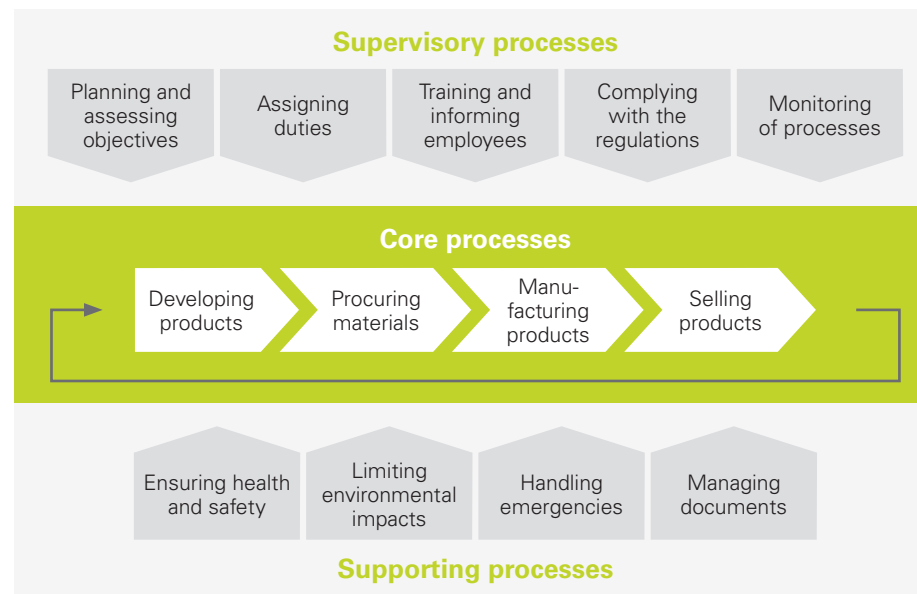 Supervisory processes
Planning and
assessing
objectives
Assigning
duties
Training and
informing
employees
Complying
with the
regulations
Monitoring
of processes
Core processes
Developing
products
Procuring
materials
Manu-
facturing
products
Selling
products
Ensuring health
and safety
Limiting
environmental
impacts
Handling
emergencies
Managing
documents
Supporting processes